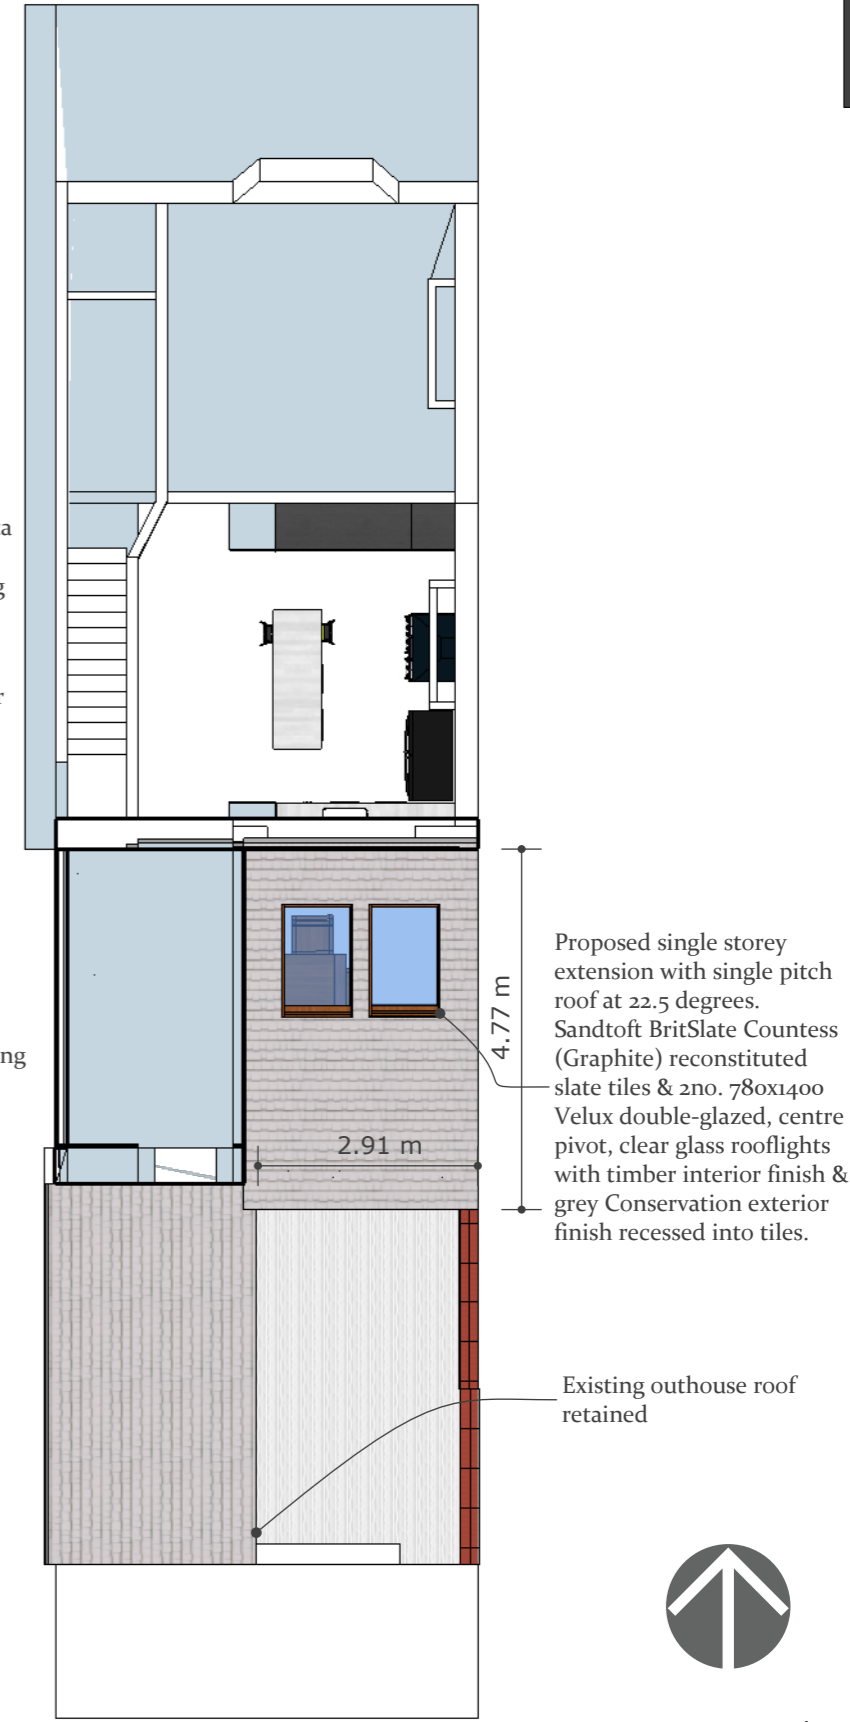 4.77 m
2.91 m
Proposed single storey
extension with single pitch
roof at 22.5 degrees.
Sandtoft BritSlate Countess
(Graphite) reconstituted
slate tiles & 2no. 780x1400
Velux double-glazed, centre
pivot, clear glass rooflights
with timber interior finish &
grey Conservation exterior
finish recessed into tiles.
Existing outhouse roof
retained